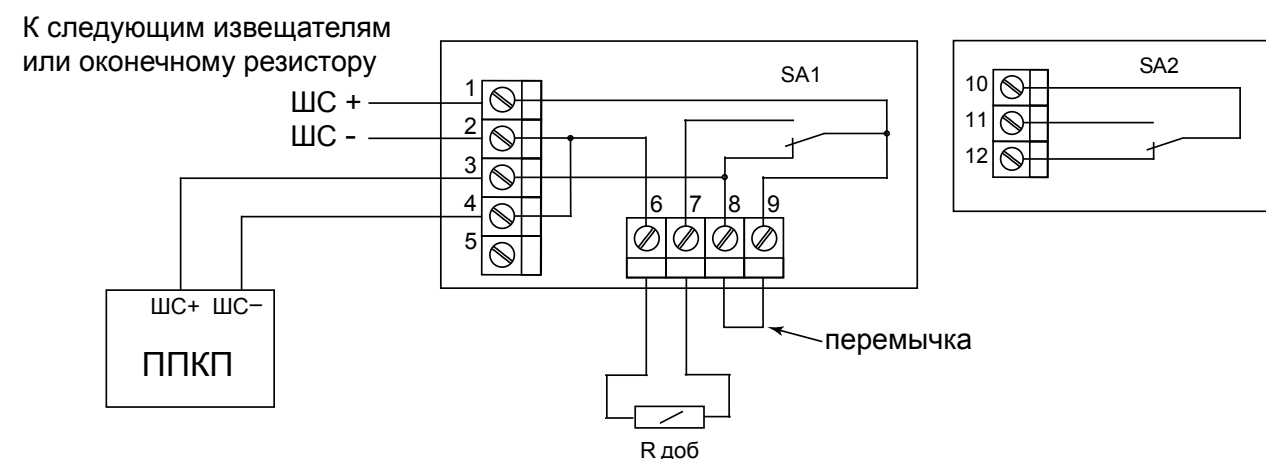 К следующим извещателям
или оконечному резистору
ШС +
ШС -
1
2
3
4
5
SA1
6 7 8 9
ШС+ ШС–
ППКП
перемычка
R доб
SA2
10
11
12